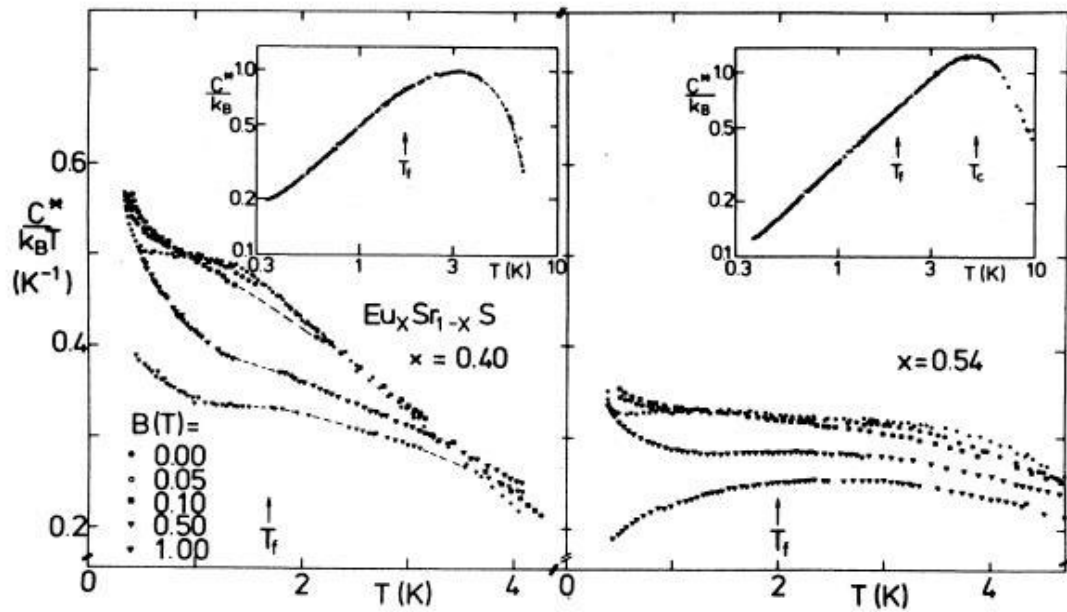 C*
k_B
1.0
0.5
0.2
0.1
0.3
1
3
T(K)
10
T_f
0.6
C*
k_BT
(K⁻¹)
0.4
0.2
Eu_xSr_{1-x}S
x = 0.40
B(T)=
0.00
0.05
0.10
0.50
1.00
T_f
0
2
4
T(K)
C*
k_B
1.0
0.5
0.2
0.1
0.3
1
3
T(K)
10
T_f
T_c
x=0.54
T_f
0
2
4
T(K)